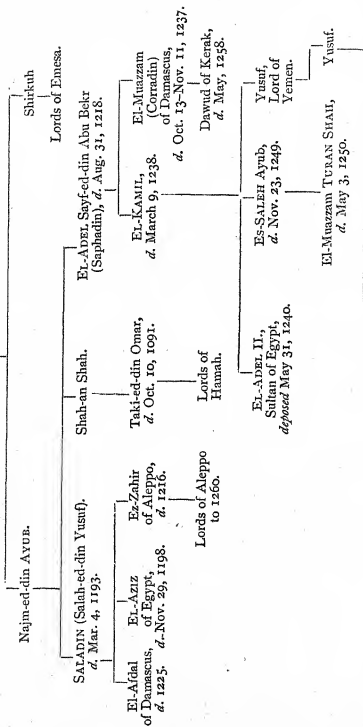 Najm-ed-din AYUB.
Shirkuh
Lords of Emesa.
SALADIN (Salah-ed-din Yusuf).
d. Mar. 4, 1193.
Shah-an Shah.
EL-ADEL Sayf-ed-din Abu Bekr
(Saphadin), d. Aug. 31, 1218.
El-Afdal
of Damascus,
d. 1225.
EL-AZIZ
of Egypt,
d. Nov. 29, 1198.
Ez-Zahir
of Aleppo,
d. 1216.
Taki-ed-din Omar,
d. Oct. 10, 1091.
EL-KAMIL,
d. March 9, 1238.
El-Muazzam
(Corradin)
of Damascus,
d. Oct. 13–Nov. 11, 1237.
Lords of Aleppo
to 1260.
Lords of
Hamah.
Dawud of Kerak,
d. May, 1258.
EL-ADEL II.,
Sultan of Egypt,
deposed May 31, 1240.
Es-SALEH Ayub,
d. Nov. 23, 1249.
Yusuf,
Lord of
Yemen.
El-Muazzam TURAN SHAH,
d. May 3, 1250.
Yusuf.